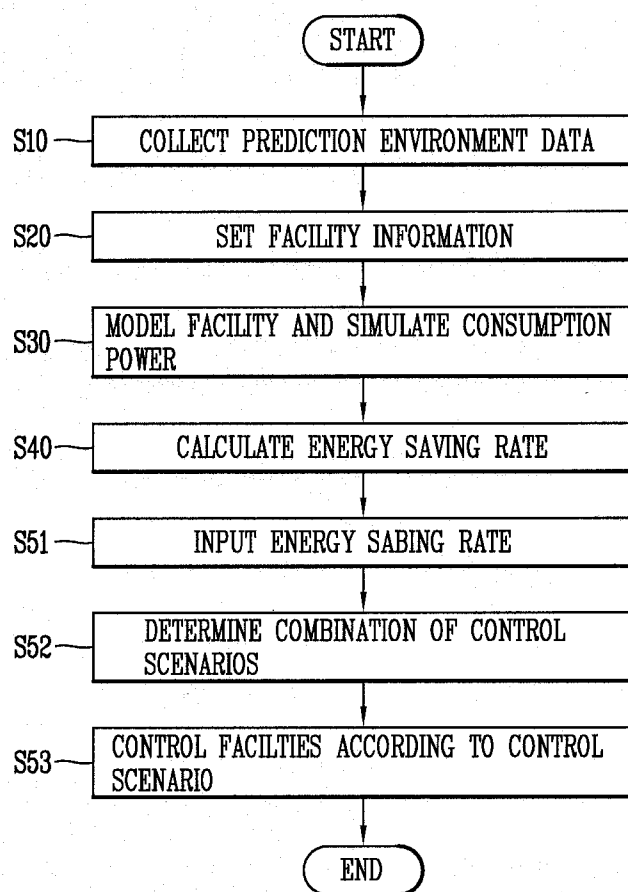 START
S10 COLLECT PREDICTION ENVIRONMENT DATA
S20 SET FACILITY INFORMATION
S30 MODEL FACILITY AND SIMULATE CONSUMPTION
POWER
S40 CALCULATE ENERGY SAVING RATE
S51 INPUT ENERGY SABING RATE
S52 DETERMINE COMBINATION OF CONTROL
SCENARIOS
S53 CONTROL FACILTIES ACCORDING TO CONTROL
SCENARIO
END